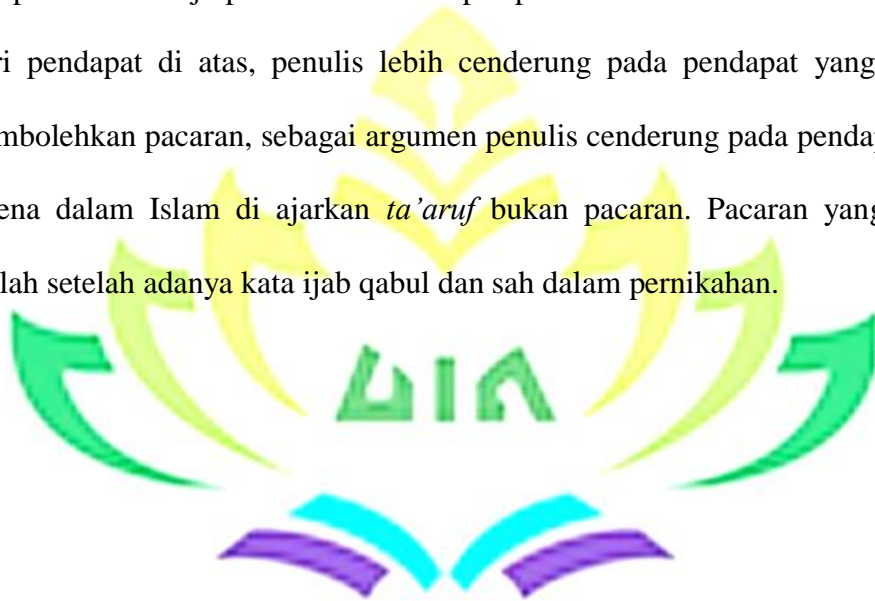 ri pendapat di atas, penulis lebih cenderung pada pendapat yang
mbolehkan pacaran, sebagai argumen penulis cenderung pada pendap
ena dalam Islam di ajarkan ta’aruf bukan pacaran. Pacaran yang
lah setelah adanya kata ijab qabul dan sah dalam pernikahan.